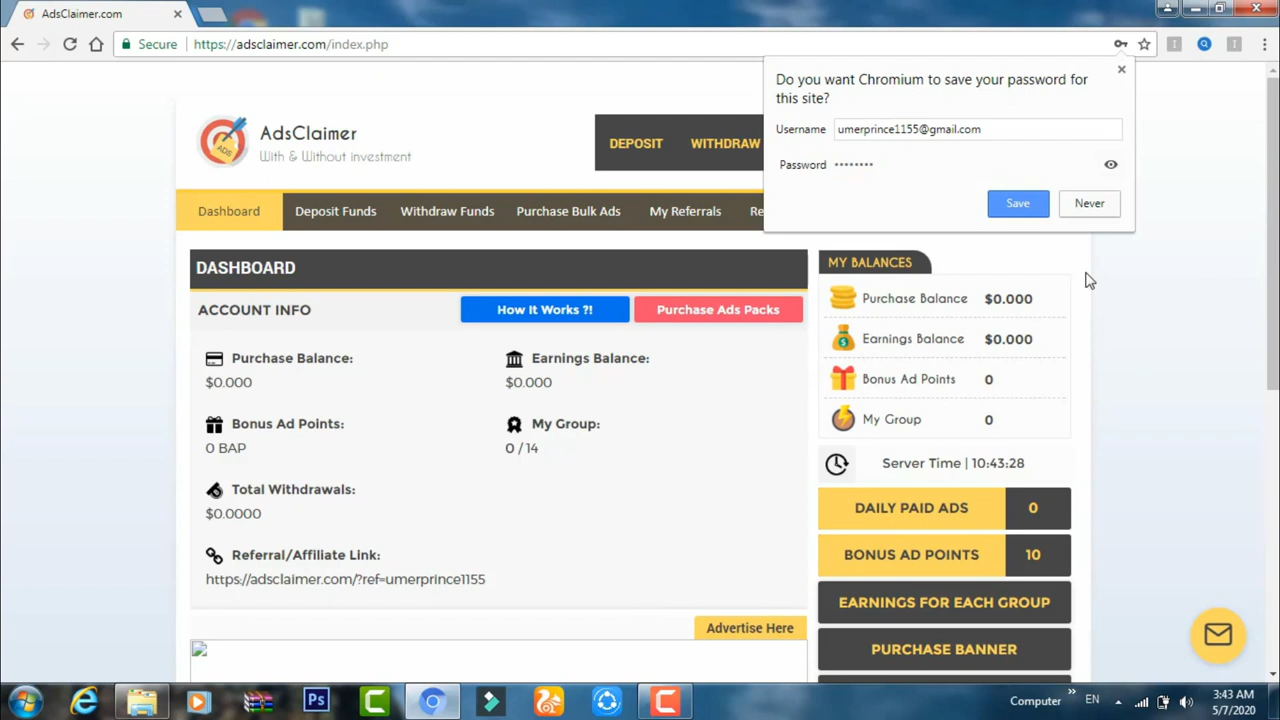 AdsClaimer.com
Secure
https://adsclaimer.com/index.php
Do you want Chromium to save your password for
this site?
Username
umerprince1155@gmail.com
Password
••••••••
Save
Never
ADS
AdsClaimer
With & Without investment
DEPOSIT
WITHDRAW
Dashboard
Deposit Funds
Withdraw Funds
Purchase Bulk Ads
My Referrals
Re
DASHBOARD
ACCOUNT INFO
How It Works ?!
Purchase Ads Packs
Purchase Balance:
$0.000
Earnings Balance:
$0.000
Bonus Ad Points:
0 BAP
My Group:
0 / 14
Total Withdrawals:
$0.0000
Referral/Affiliate Link:
https://adsclaimer.com/?ref=umerprince1155
Advertise Here
MY BALANCES
Purchase Balance $0.000
Earnings Balance $0.000
Bonus Ad Points 0
My Group 0
Server Time | 10:43:28
DAILY PAID ADS 0
BONUS AD POINTS 10
EARNINGS FOR EACH GROUP
PURCHASE BANNER
Ps
Computer
EN
3:43 AM
5/7/2020